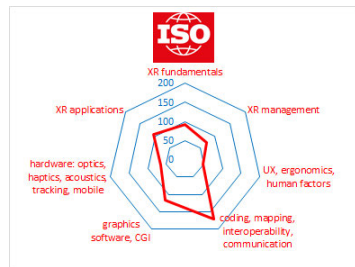 ISO
XR fundamentals
200
150
100
50
0
XR applications
XR management
hardware: optics,
haptics, acoustics,
tracking, mobile
UX, ergonomics,
human factors
graphics
software, CGI
coding, mapping,
interoperability,
communication